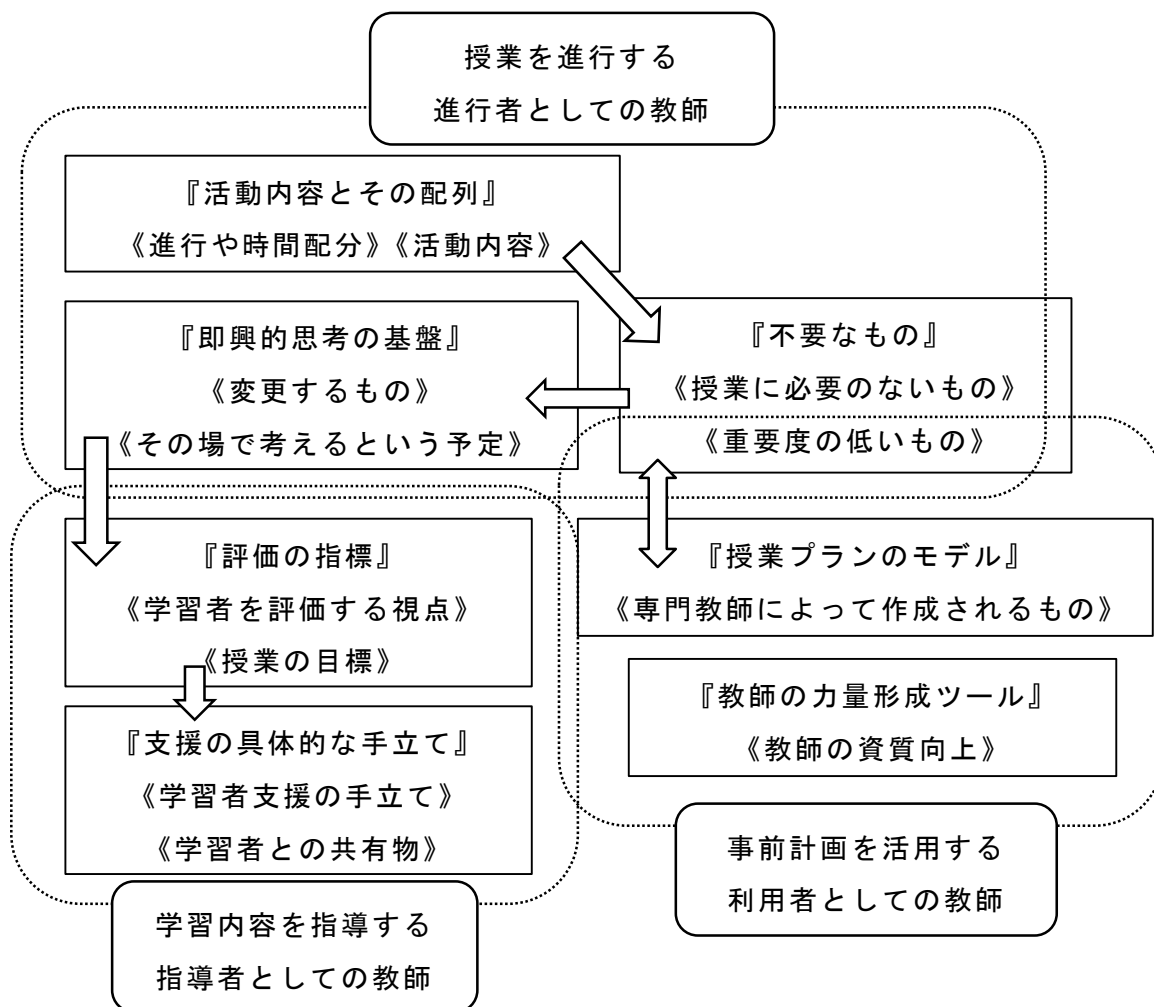 授業を進行する
進行者としての教師
『活動内容とその配列』
《進行や時間配分》《活動内容》
『即興的思考の基盤』
《変更するもの》
《その場で考えるという予定》
『不要なもの』
《授業に必要のないもの》
《重要度の低いもの》
『評価の指標』
《学習者を評価する視点》
《授業の目標》
『授業プランのモデル』
《専門教師によって作成されるもの》
『教師の力量形成ツール』
《教師の資質向上》
『支援の具体的な手立て』
《学習者支援の手立て》
《学習者との共有物》
事前計画を活用する
利用者としての教師
学習内容を指導する
指導者としての教師